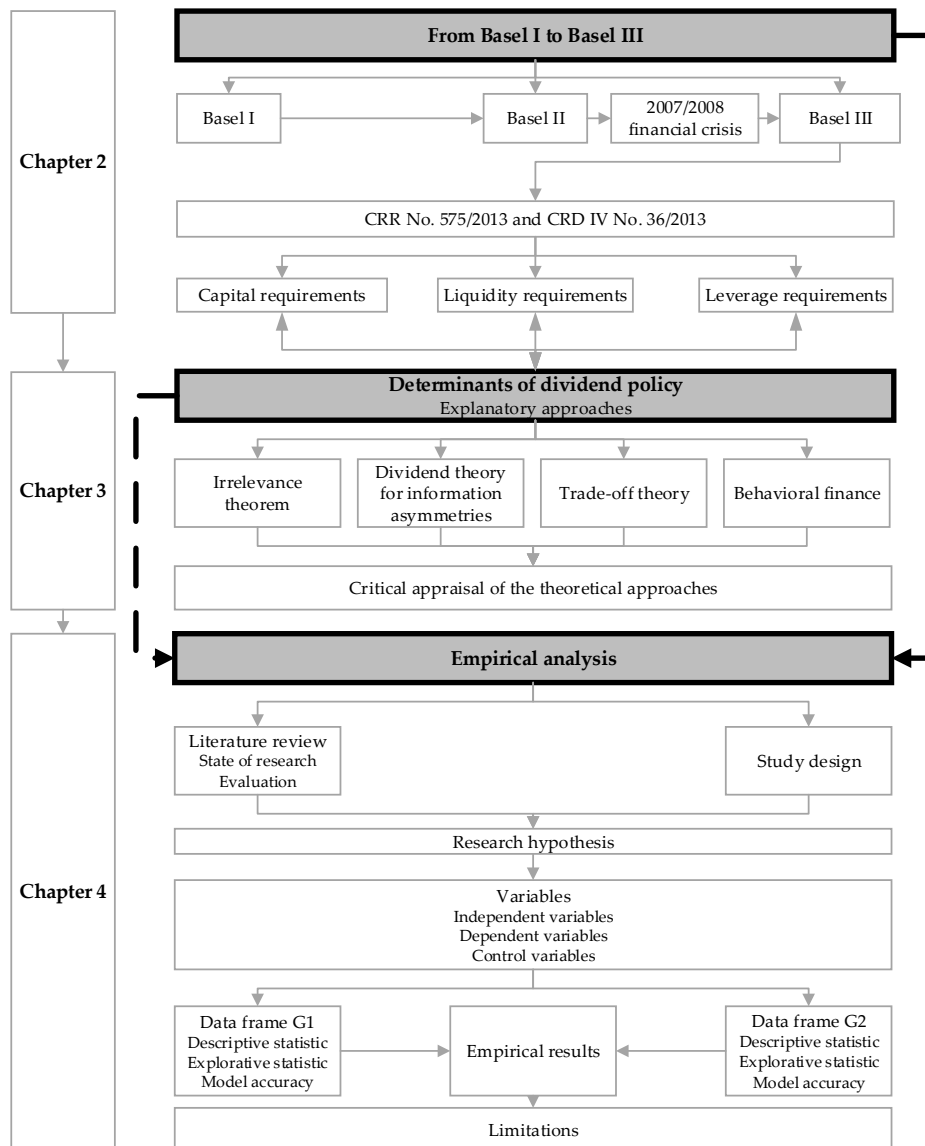 From Basel I to Basel III
Basel I
Basel II
2007/2008
financial crisis
Basel III
Chapter 2
CRR No. 575/2013 and CRD IV No. 36/2013
Capital requirements
Liquidity requirements
Leverage requirements
Determinants of dividend policy
Explanatory approaches
Chapter 3
Irrelevance
theorem
Dividend theory
for information
asymmetries
Trade-off theory
Behavioral finance
Critical appraisal of the theoretical approaches
Empirical analysis
Literature review
State of research
Evaluation
Study design
Research hypothesis
Chapter 4
Variables
Independent variables
Dependent variables
Control variables
Data frame G1
Descriptive statistic
Explorative statistic
Model accuracy
Empirical results
Data frame G2
Descriptive statistic
Explorative statistic
Model accuracy
Limitations